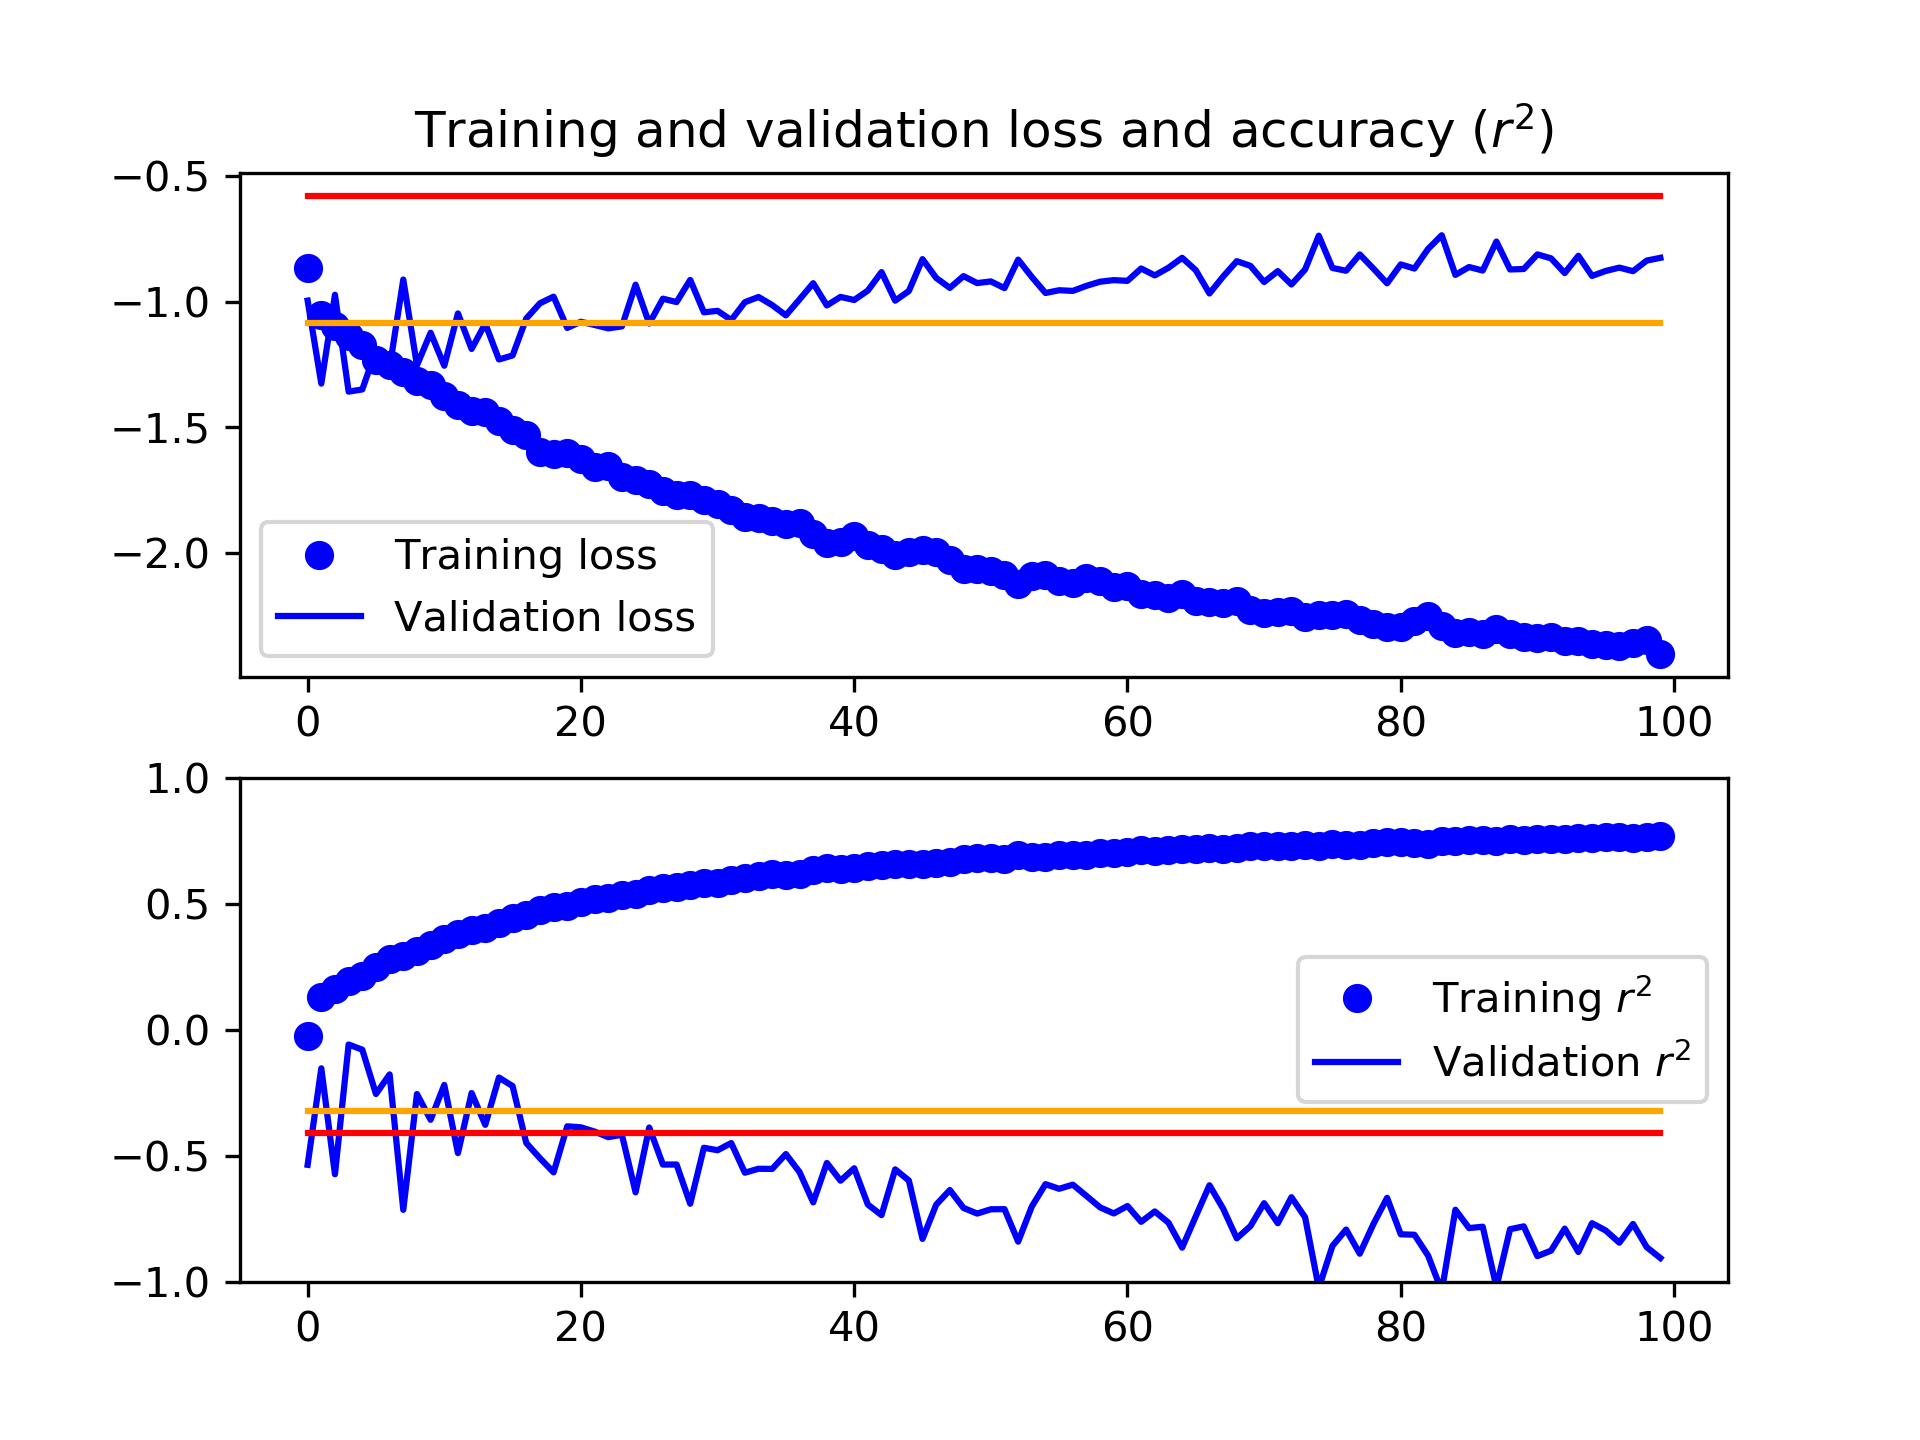 Training and validation loss and accuracy (r²)
−0.5
−1.0
−1.5
−2.0
Training loss
Validation loss
0 20 40 60 80 100
1.0
0.5
0.0
−0.5
−1.0
Training r²
Validation r²
0 20 40 60 80 100